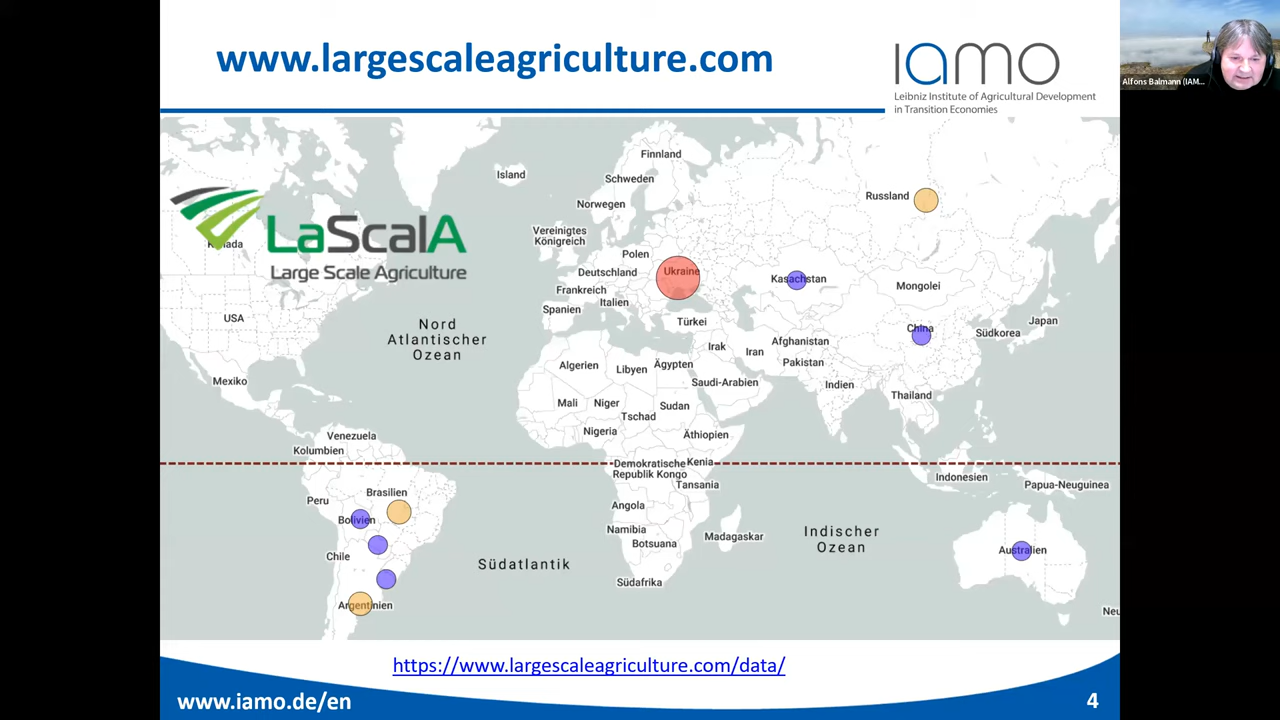 www.largescaleagriculture.com
iamo
Leibniz Institute of Agricultural Development
in Transition Economies
Alfons Balmann (IAM...
Finnland
Island
Schweden
Russland
Norwegen
LaScalA
Large Scale Agriculture
Kanada
Vereinigtes
Königreich
Polen
Deutschland
Ukraine
Kasachstan
Mongolei
Frankreich
Italien
Spanien
USA
Nord
Atlantischer
Ozean
Türkei
China
Südkorea
Japan
Irak
Iran
Afghanistan
Pakistan
Algerien
Libyen
Ägypten
Saudi-Arabien
Indien
Thailand
Mexiko
Mali
Niger
Tschad
Sudan
Nigeria
Äthiopien
Venezuela
Kolumbien
Demokratische
Republik Kongo
Kenia
Tansania
Indonesien
Papua-Neuguinea
Peru
Brasilien
Bolivien
Angola
Namibia
Botsuana
Madagaskar
Indischer
Ozean
Australien
Chile
Südatlantik
Südafrika
Argentinien
Neu
https://www.largescaleagriculture.com/data/
www.iamo.de/en
4